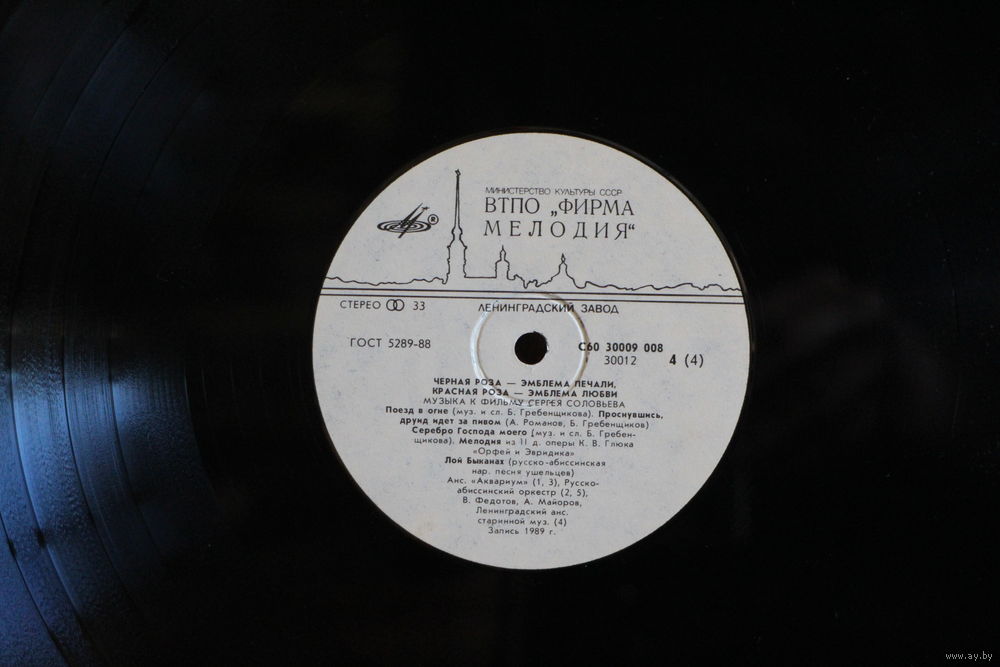 МИНИСТЕРСТВО КУЛЬТУРЫ СССР
ВТПО „ФИРМА
МЕЛОДИЯ“
®
СТЕРЕО 33
ЛЕНИНГРАДСКИЙ ЗАВОД
ГОСТ 5289-88
С60 30009 008
30012 4 (4)
ЧЕРНАЯ РОЗА — ЭМБЛЕМА ПЕЧАЛИ,
КРАСНАЯ РОЗА — ЭМБЛЕМА ЛЮБВИ
МУЗЫКА К ФИЛЬМУ СЕРГЕЯ СОЛОВЬЕВА
Поезд в огне (муз. и сл. Б. Гребенщикова). Проснувшись,
друид идет за пивом (А. Романов, Б. Гребенщиков)
Серебро Господа моего (муз. и сл. Б. Гребен-
щикова). Мелодия из II д. оперы К. В. Глюка
«Орфей и Эвридика»
Лой Быканах (русско-абиссинская
нар. песня ушельцев)
Анс. «Аквариум» (1, 3), Русско-
абиссинский оркестр (2, 5),
В. Федотов, А. Майоров,
Ленинградский анс.
старинной муз. (4)
Запись 1989 г.
www.ay.by